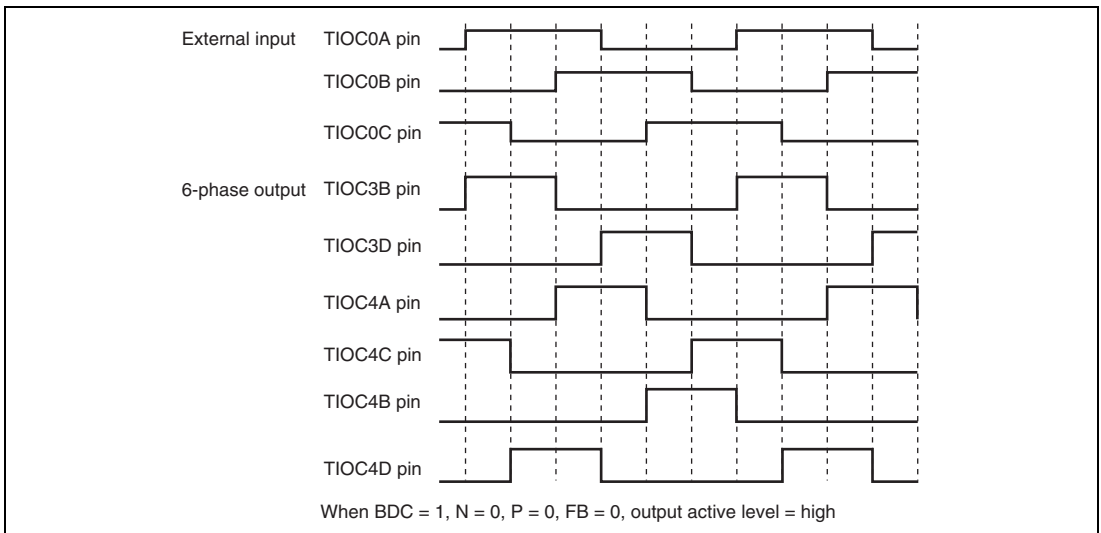 External input TIOC0A pin
TIOC0B pin
TIOC0C pin
6-phase output TIOC3B pin
TIOC3D pin
TIOC4A pin
TIOC4C pin
TIOC4B pin
TIOC4D pin
When BDC = 1, N = 0, P = 0, FB = 0, output active level = high